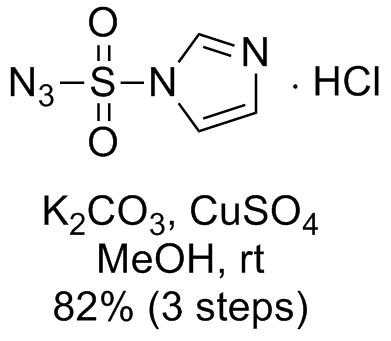 O
N₃ S N N · HCl
O
K₂CO₃, CuSO₄
MeOH, rt
82% (3 steps)